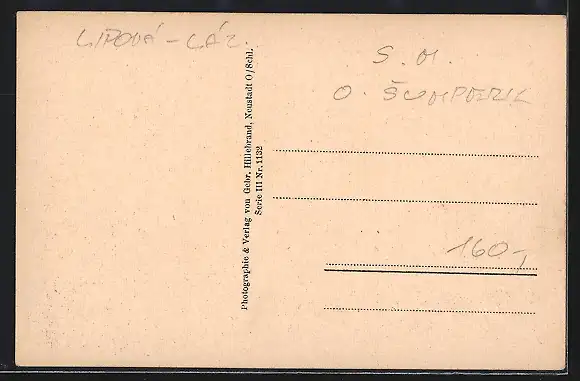 LIPOVÁ - LÁZ.
S. M.
O. ŠUMPERK
Photographie & Verlag von Gebr. Hillebrand, Neustadt O/Schl.
Serie III Nr. 1132
160,-